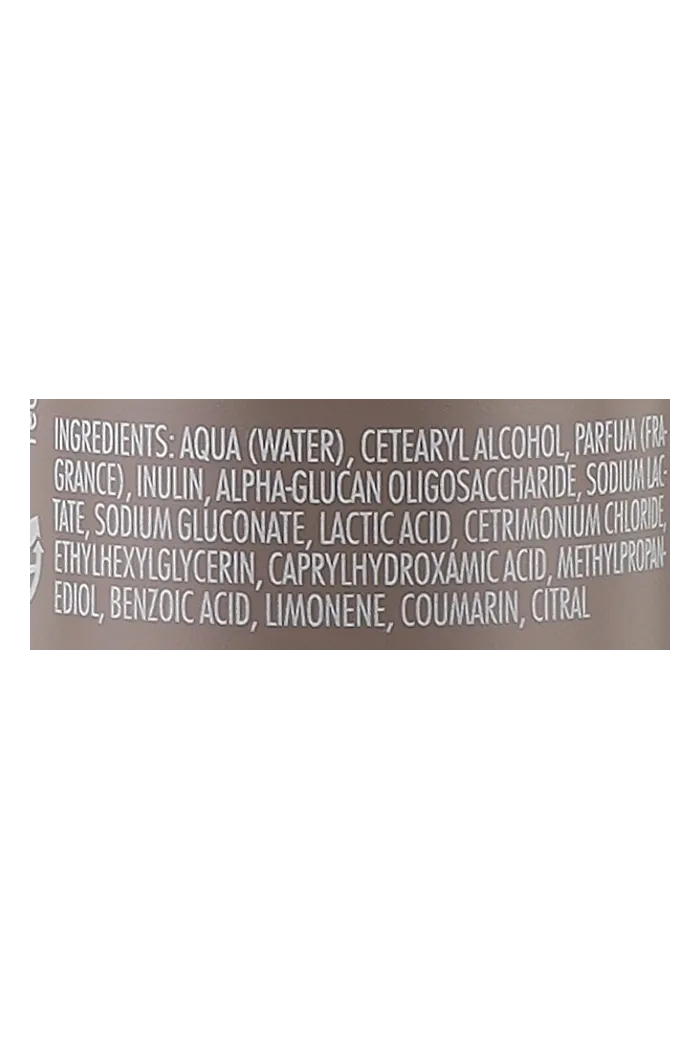 INGREDIENTS: AQUA (WATER), CETEARYL ALCOHOL, PARFUM (FRA-
GRANCE), INULIN, ALPHA-GLUCAN OLIGOSACCHARIDE, SODIUM LAC-
TATE, SODIUM GLUCONATE, LACTIC ACID, CETRIMONIUM CHLORIDE,
ETHYLHEXYLGLYCERIN, CAPRYLHYDROXAMIC ACID, METHYLPROPAN-
EDIOL, BENZOIC ACID, LIMONENE, COUMARIN, CITRAL